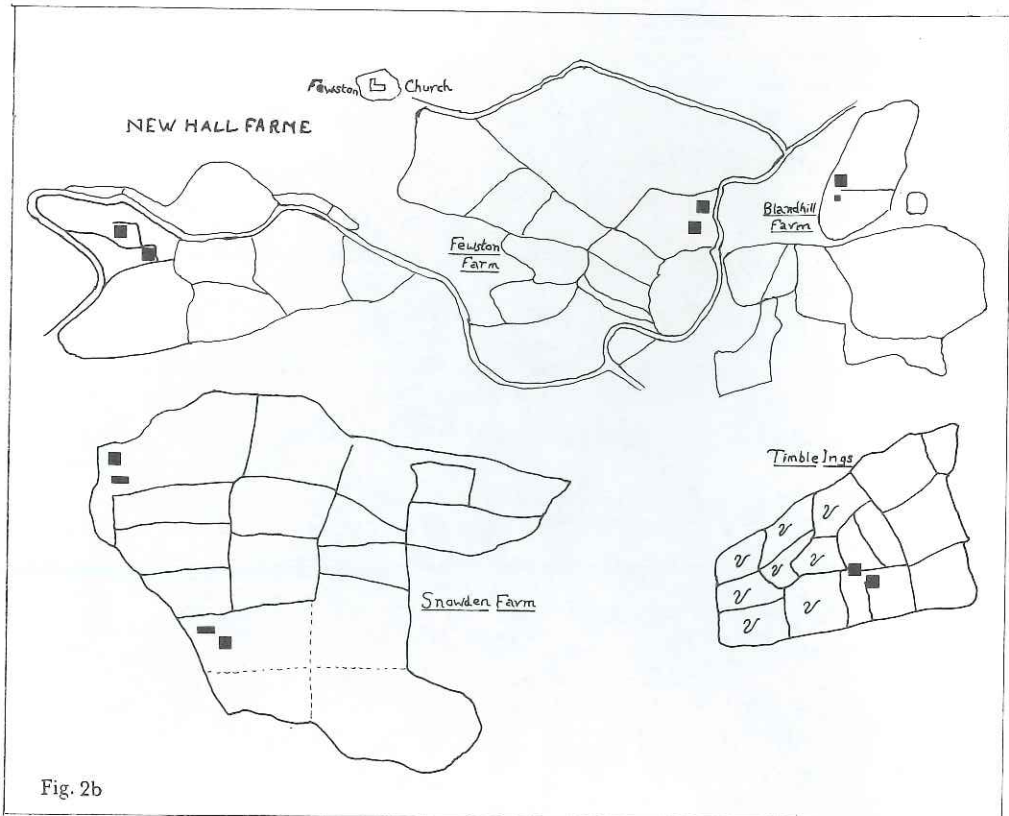 Fewston Church
NEW HALL FARME
Blandhill
Farm
Fewston
Farm
Timble Ings
v
v
v
v
v
v
v
v
Snowden Farm
Fig. 2b